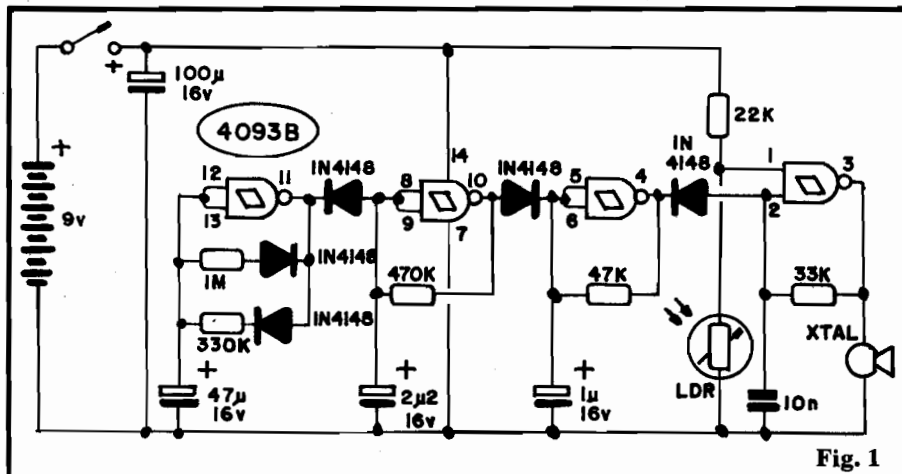 100µ
16v
+
4093B
9v
+
12
13
11
1N4148
8
9
14
10
7
1N4148
5
6
4
1N
4148
22K
1
2
3
1M
1N4148
330K
1N4148
470K
47K
33K
XTAL
LDR
+
47µ
16v
+
2µ2
16v
+
1µ
16v
10n
Fig. 1